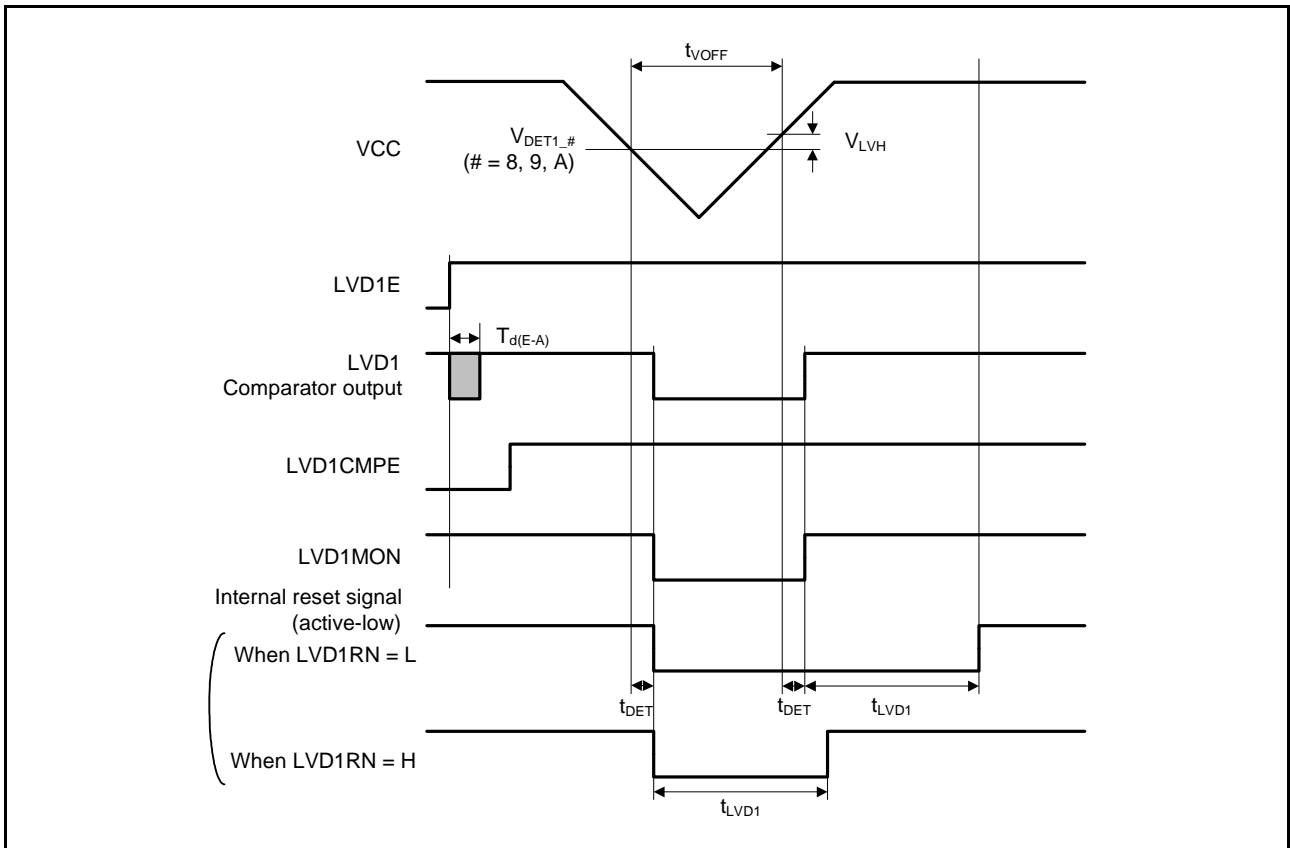 tVOFF
VCC
VDET1_#
(# = 8, 9, A)
VLVH
LVD1E
Td(E-A)
LVD1
Comparator output
LVD1CMPE
LVD1MON
Internal reset signal
(active-low)
When LVD1RN = L
tDET
tDET
tLVD1
When LVD1RN = H
tLVD1